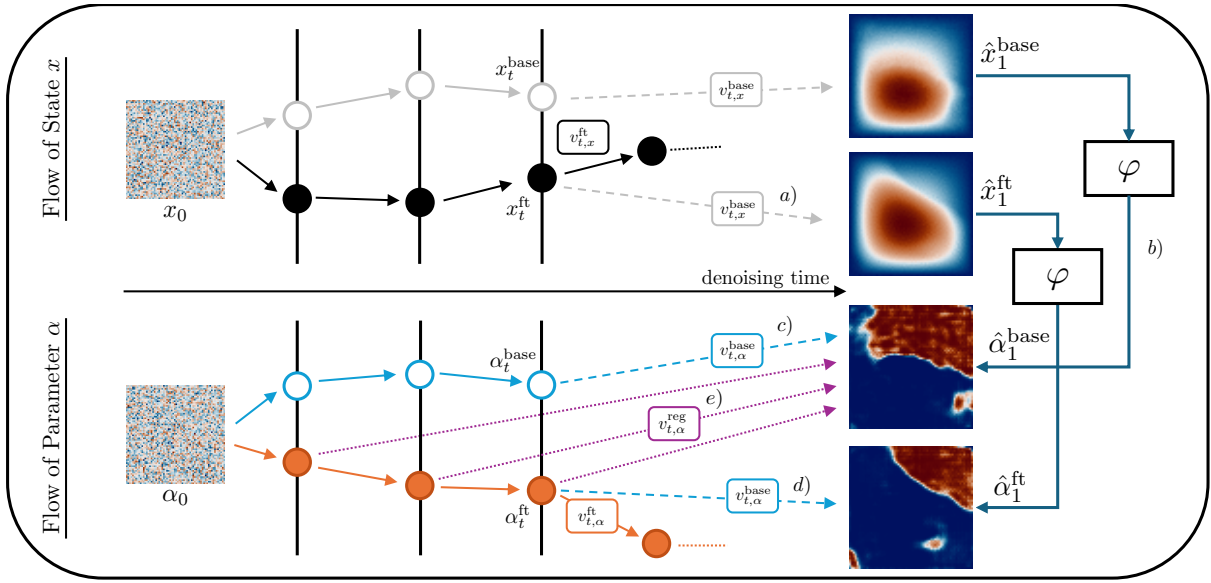 Flow of State x
x_0
x_t^base
v_{t,x}^ft
x_t^ft
v_{t,x}^base
v_{t,x}^base
a)
x̂_1^base
φ
x̂_1^ft
φ
b)
denoising time
Flow of Parameter α
α_0
α_t^base
v_{t,α}^base
c)
α̂_1^base
e)
v_{t,α}^reg
α_t^ft
v_{t,α}^ft
v_{t,α}^base
d)
α̂_1^ft